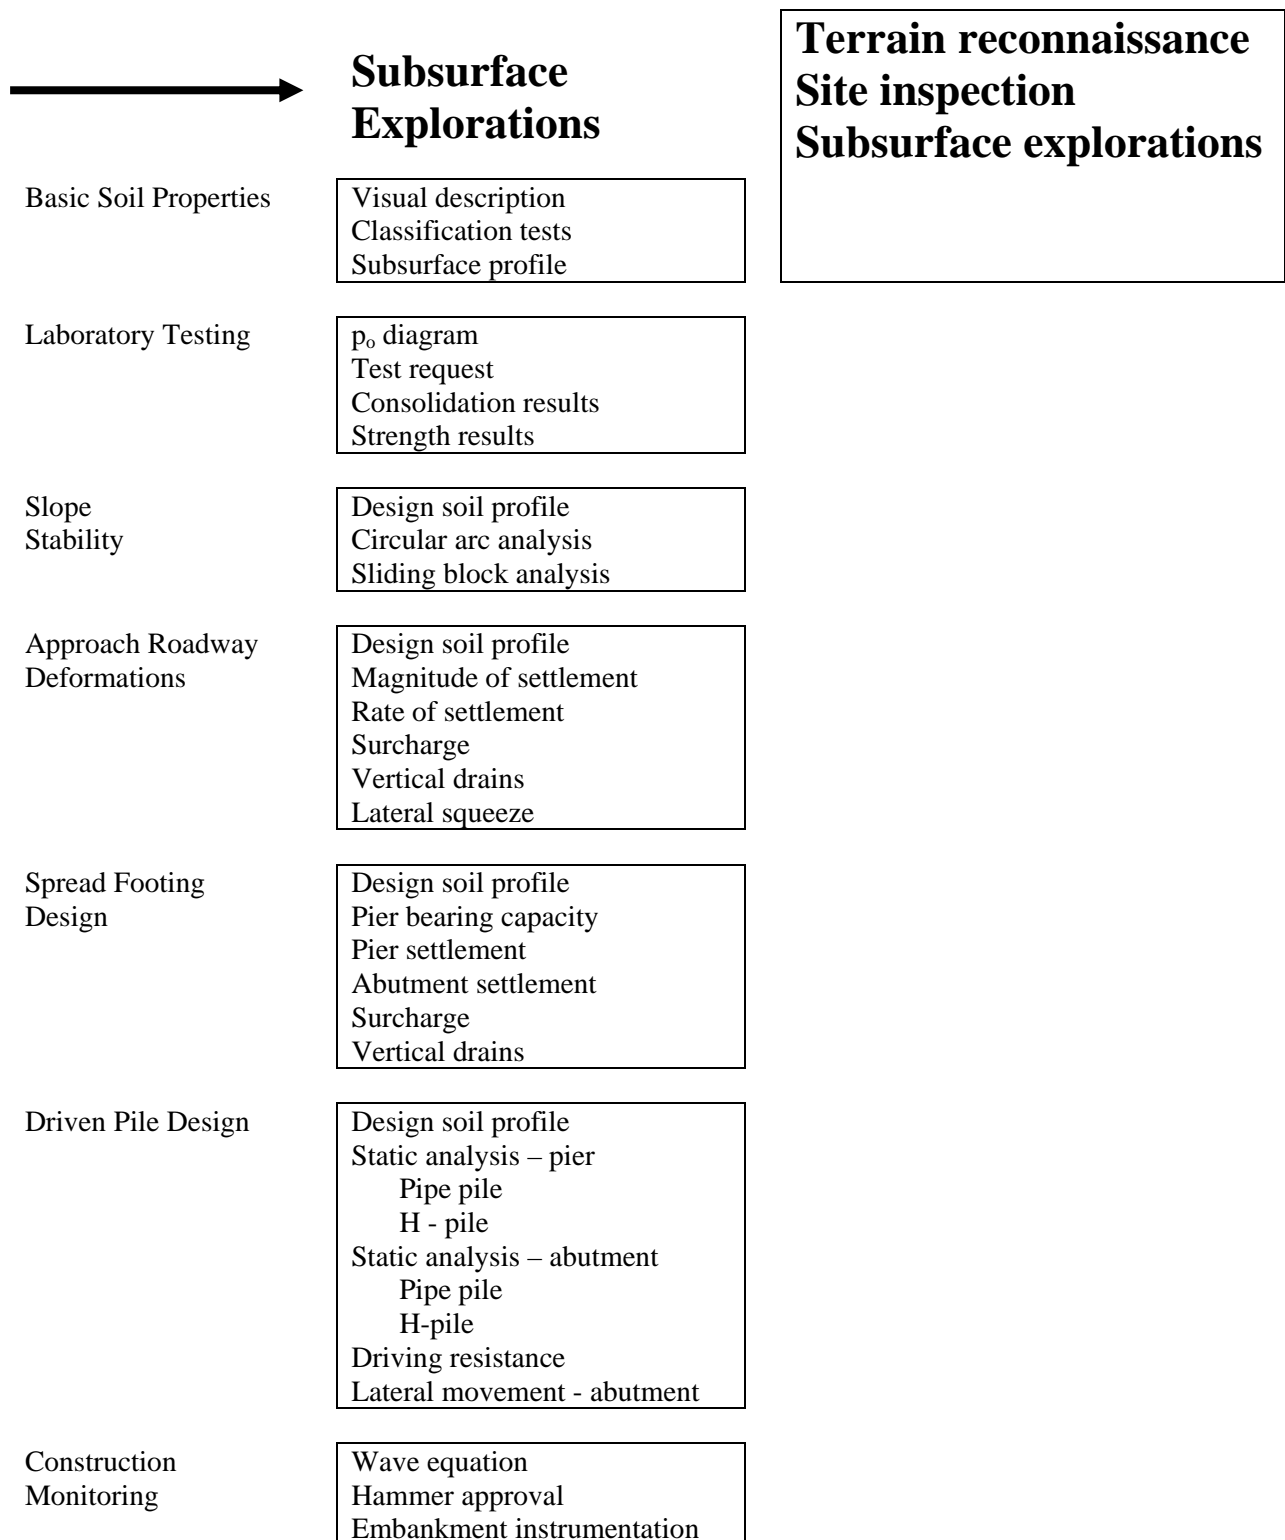 Subsurface
Explorations
Terrain reconnaissance
Site inspection
Subsurface explorations
Basic Soil Properties
Visual description
Classification tests
Subsurface profile
Laboratory Testing
pₒ diagram
Test request
Consolidation results
Strength results
Slope
Stability
Design soil profile
Circular arc analysis
Sliding block analysis
Approach Roadway
Deformations
Design soil profile
Magnitude of settlement
Rate of settlement
Surcharge
Vertical drains
Lateral squeeze
Spread Footing
Design
Design soil profile
Pier bearing capacity
Pier settlement
Abutment settlement
Surcharge
Vertical drains
Driven Pile Design
Design soil profile
Static analysis – pier
Pipe pile
H - pile
Static analysis – abutment
Pipe pile
H-pile
Driving resistance
Lateral movement - abutment
Construction
Monitoring
Wave equation
Hammer approval
Embankment instrumentation